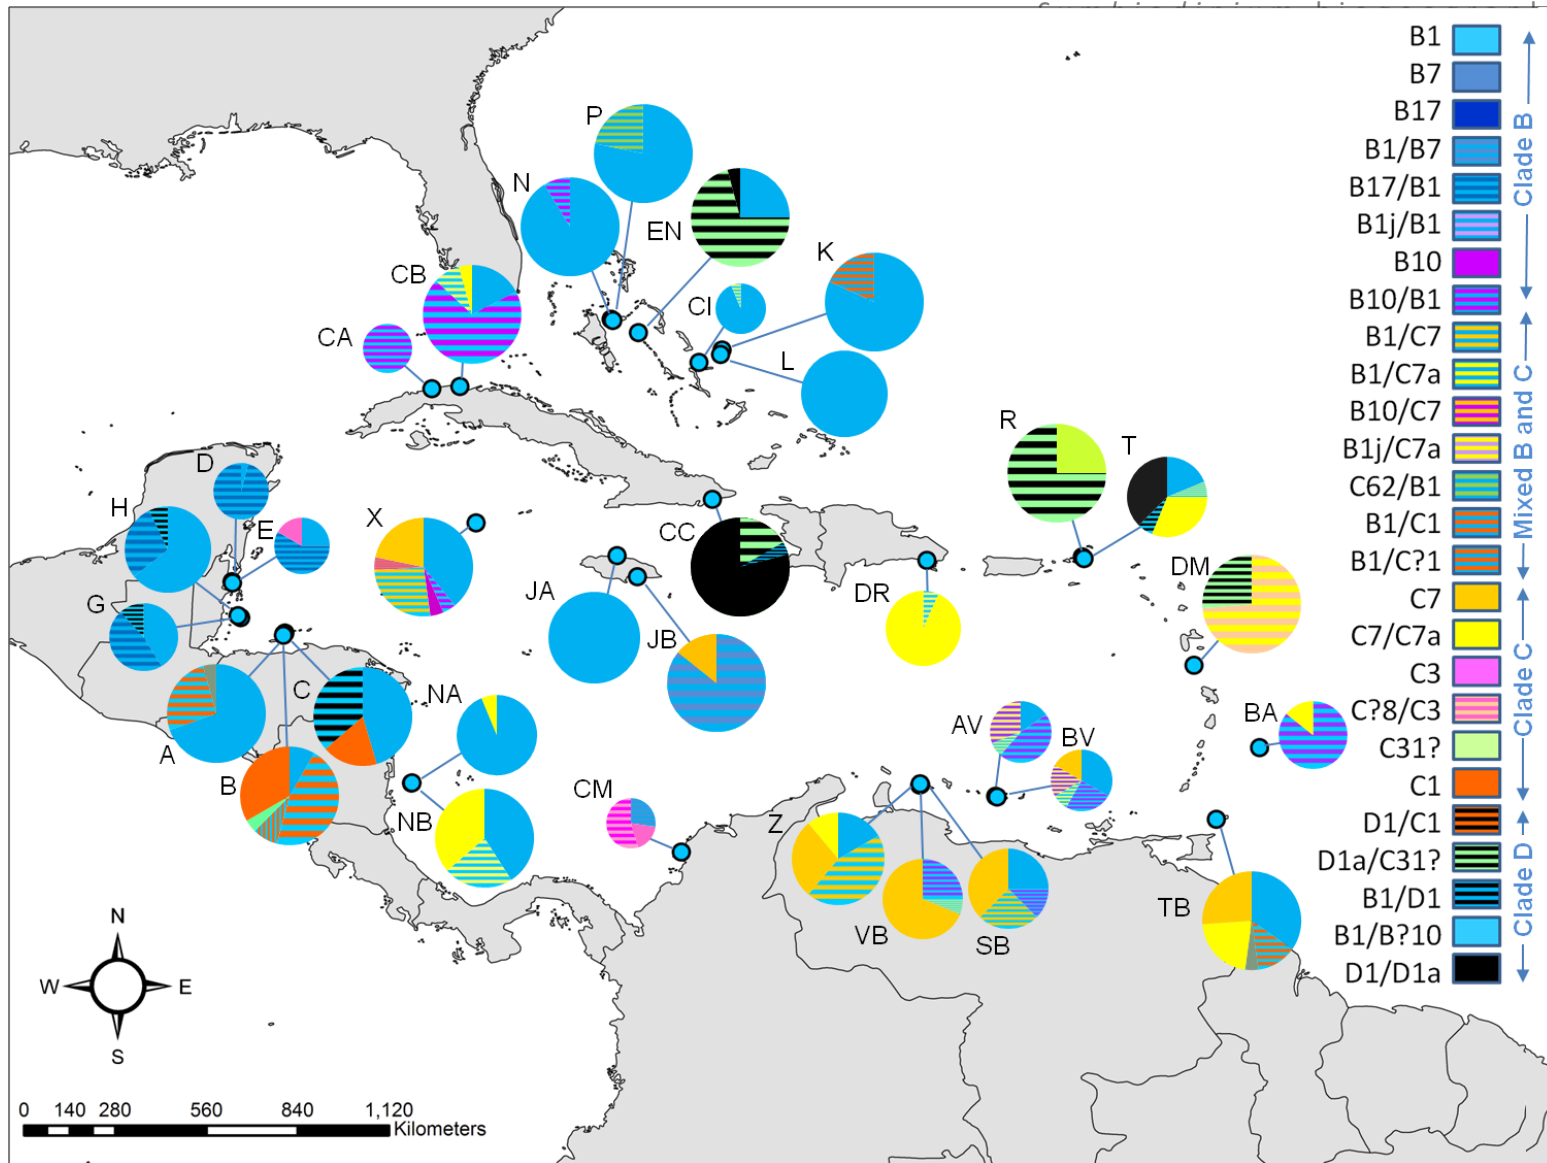 B1
B7
B17
B1/B7
B17/B1
B1j/B1
B10
B10/B1
B1/C7
B1/C7a
B10/C7
B1j/C7a
C62/B1
B1/C1
B1/C?1
C7
C7/C7a
C3
C?8/C3
C31?
C1
D1/C1
D1a/C31?
B1/D1
B1/B?10
D1/D1a
Clade B
Mixed B and C
Clade C
Clade D
P
N
EN
K
CB
CI
CA
L
R
T
D
H
E
X
CC
DM
G
JA
DR
JB
C
NA
AV
BA
A
BV
B
CM
NB
Z
TB
VB
SB
N
W
E
S
0 140 280 560 840 1,120
Kilometers